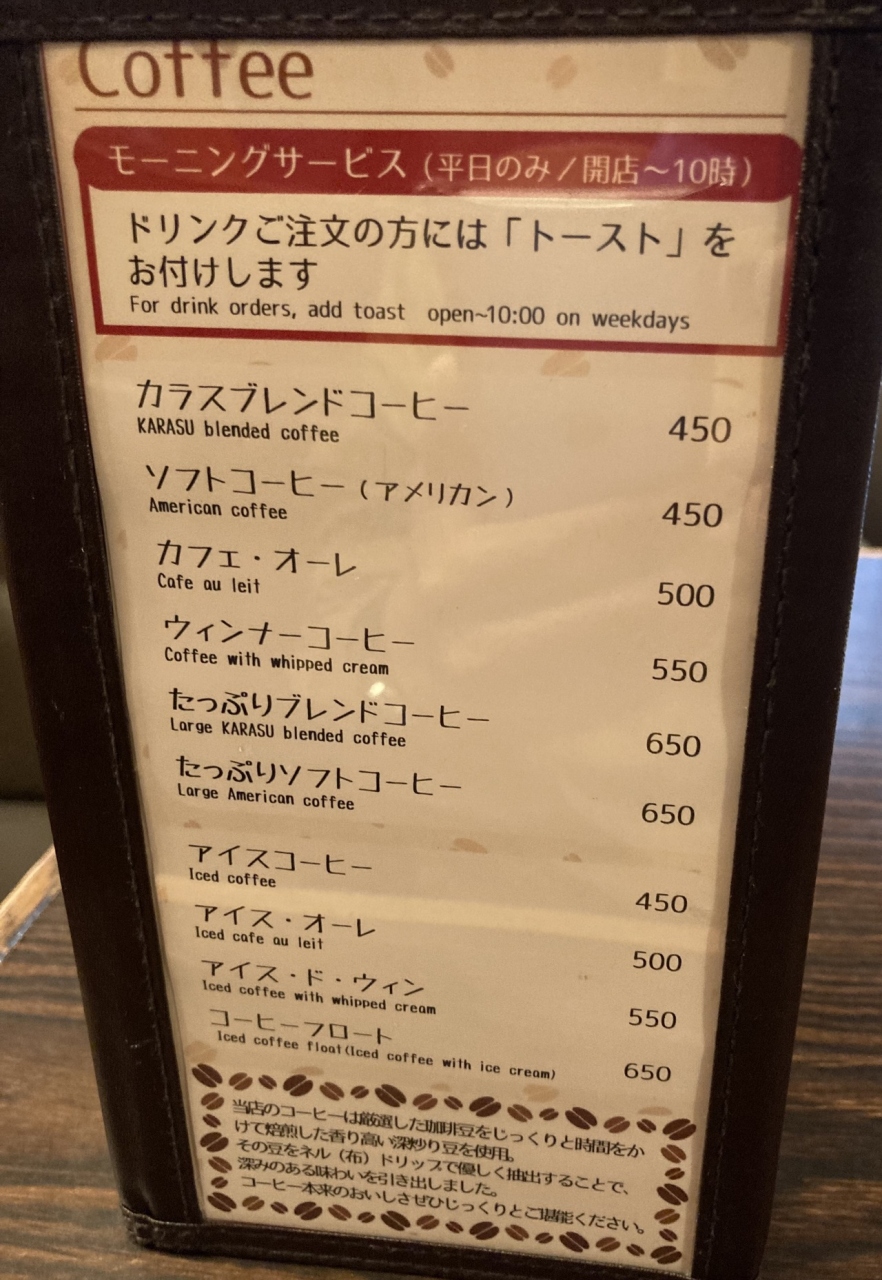 Coffee
モーニングサービス（平日のみ／開店～10時）
ドリンクご注文の方には「トースト」を
お付けします
For drink orders, add toast open~10:00 on weekdays
カラスブレンドコーヒー 450
KARASU blended coffee
ソフトコーヒー（アメリカン） 450
American coffee
カフェ・オーレ 500
Cafe au leit
ウィンナーコーヒー 550
Coffee with whipped cream
たっぷりブレンドコーヒー 650
Large KARASU blended coffee
たっぷりソフトコーヒー 650
Large American coffee
アイスコーヒー 450
Iced coffee
アイス・オーレ 500
Iced cafe au leit
アイス・ド・ウィン 550
Iced coffee with whipped cream
コーヒーフロート 650
Iced coffee float(Iced coffee with ice cream)
当店のコーヒーは厳選した珈琲豆をじっくりと時間をか
けて焙煎した香り高い深炒り豆を使用。
その豆をネル（布）ドリップで優しく抽出することで、
深みのある味わいを引き出しました。
コーヒー本来のおいしさぜひじっくりとご堪能ください。